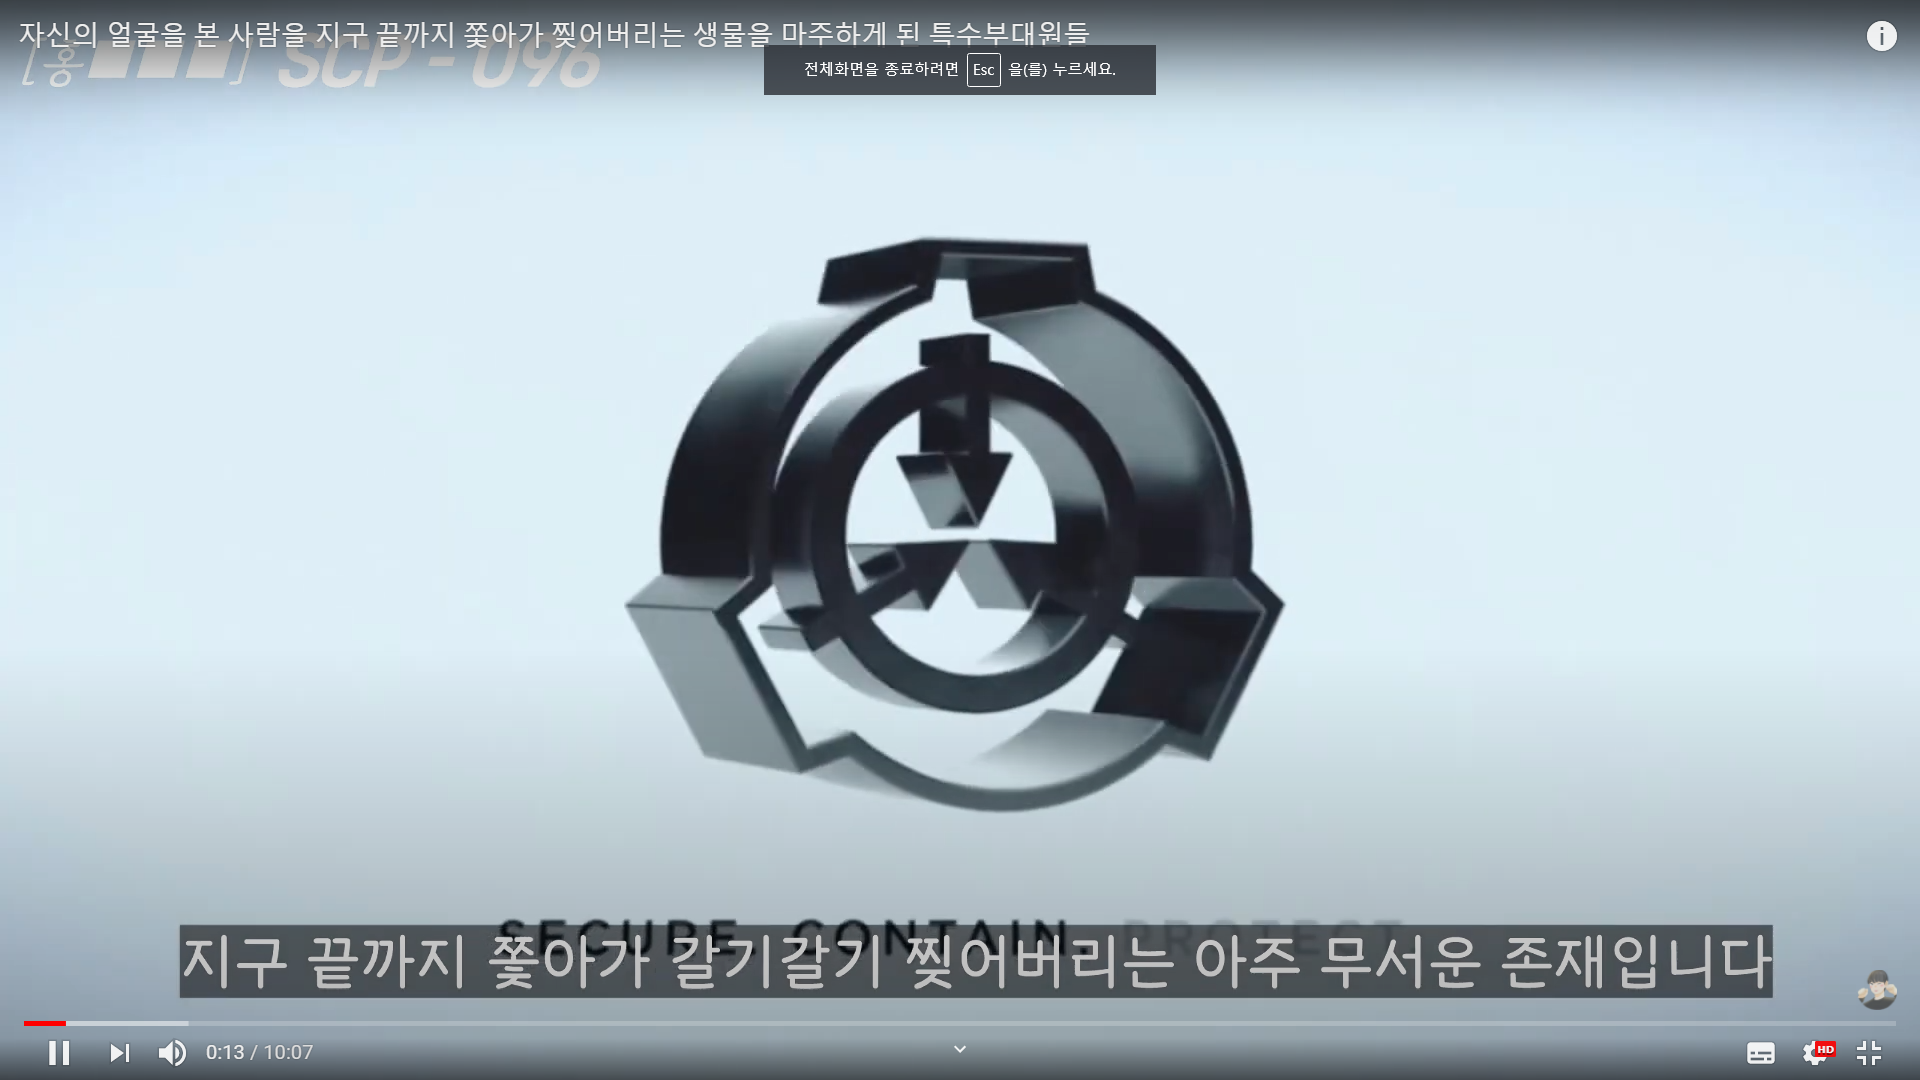 자신의 얼굴을 본 사람을 지구 끝까지 쫓아가 찢어버리는 생물을 마주하게 된 특수부대원들
[홍■■■] SCP - 096
전체화면을 종료하려면 Esc 을(를) 누르세요.
SECURE. CONTAIN. PROTECT.
지구 끝까지 쫓아가 갈기갈기 찢어버리는 아주 무서운 존재입니다
0:13 / 10:07
HD